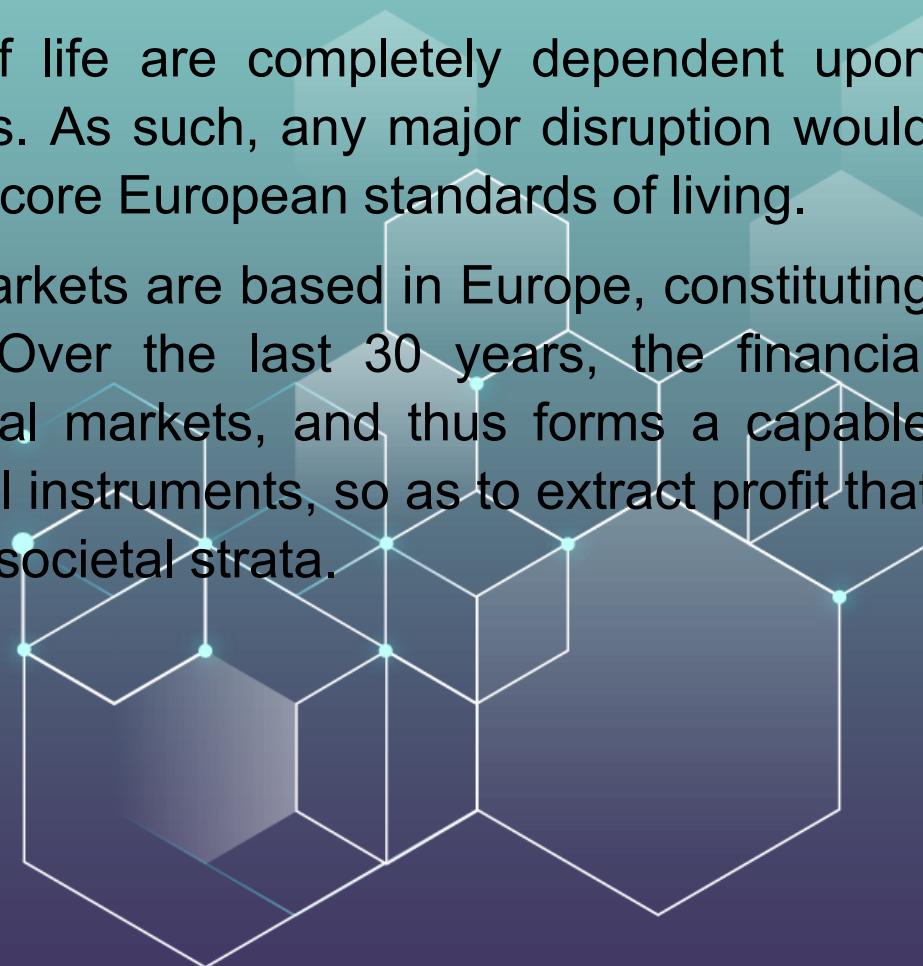 f life are completely dependent upon
s. As such, any major disruption would
core European standards of living.
arkets are based in Europe, constituting
Over the last 30 years, the financia
al markets, and thus forms a capable
l instruments, so as to extract profit that
societal strata.